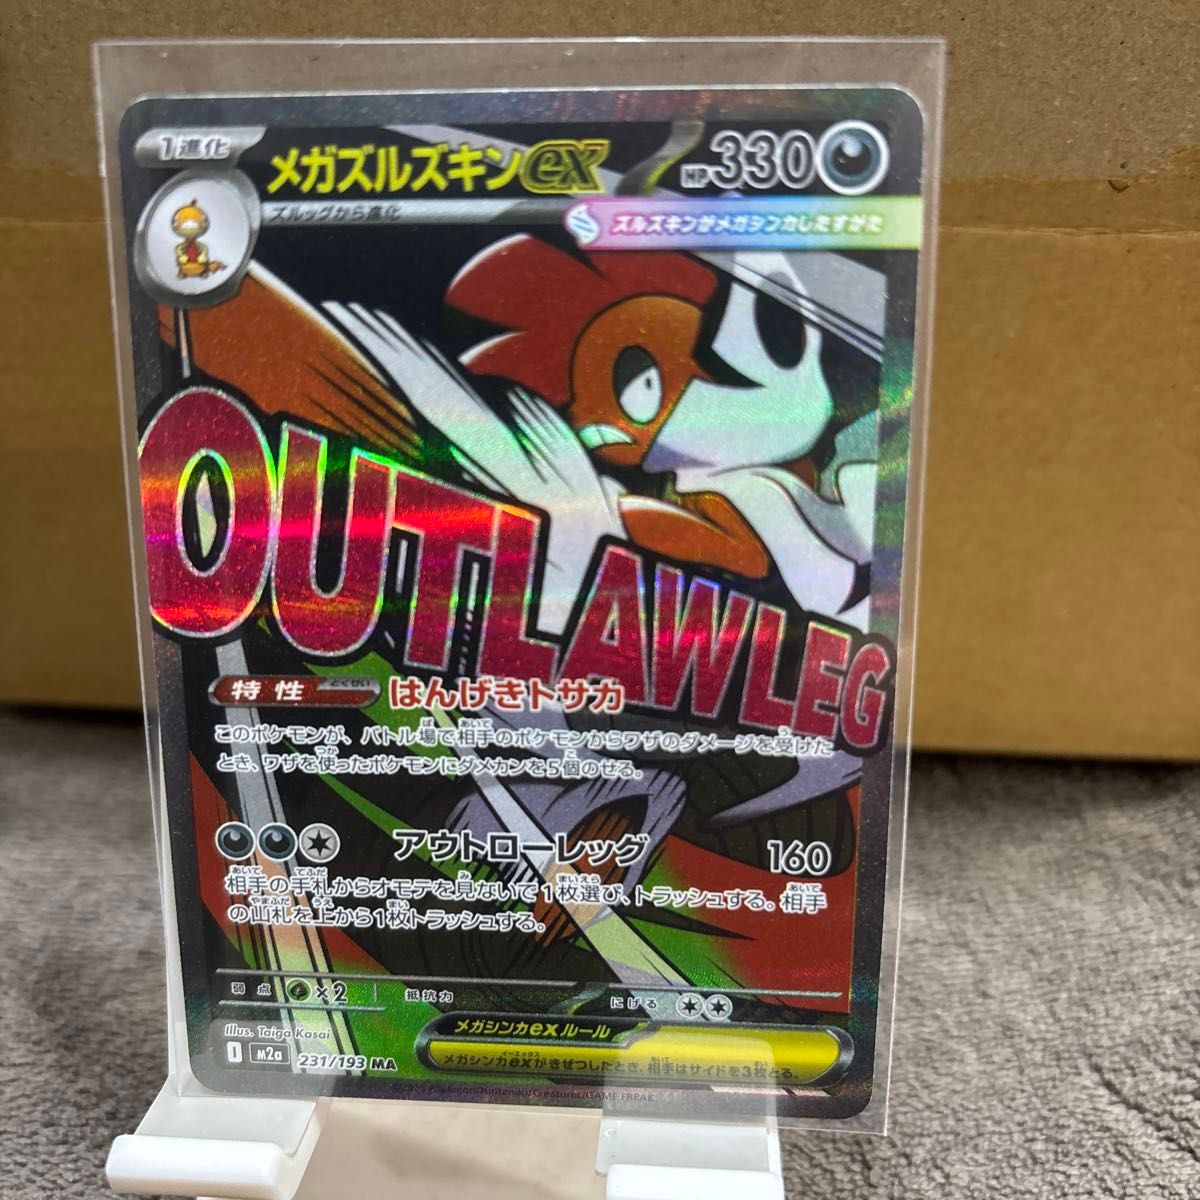 1進化
メガズルズキンex
HP330
ズルッグから進化
ズルズキンがメガシンカしたすがた
OUTLAWLEG
特性 とくせい はんげきトサカ
このポケモンが、バトル場で相手のポケモンからワザのダメージを受けた
とき、ワザを使ったポケモンにダメカンを5個のせる。
アウトローレッグ 160
相手の手札からオモテを見ないで1枚選び、トラッシュする。相手
の山札を上から1枚トラッシュする。
弱点 ×2 抵抗力 にげる
Illus. Taiga Kasai
メガシンカexルール
I M2a 231/193 MA
メガシンカexがきぜつしたとき、相手はサイドを3枚とる。
©2025 Pokémon/Nintendo/Creatures/GAME FREAK